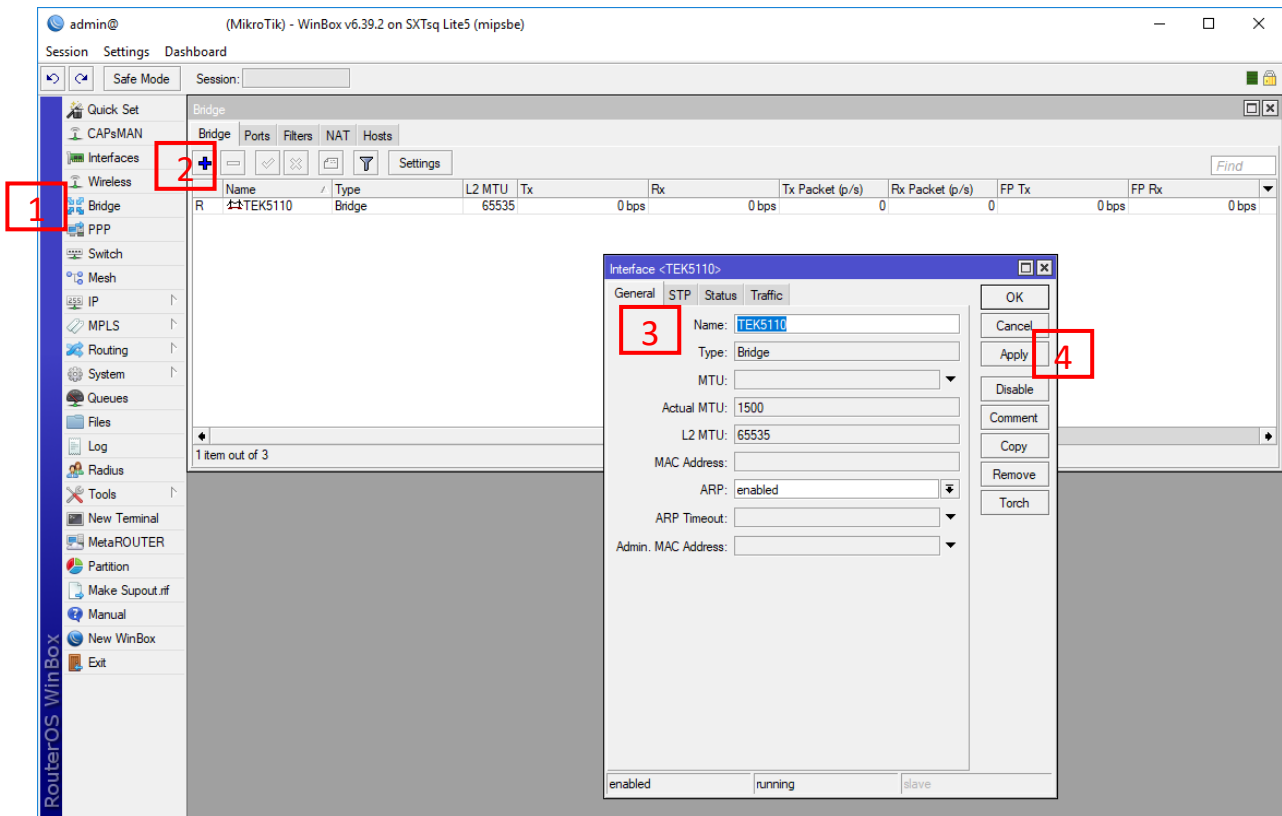 admin@ (MikroTik) - WinBox v6.39.2 on SXTsq Lite5 (mipsbe)
Session Settings Dashboard
Safe Mode Session:
Quick Set
CAPsMAN
Interfaces
Wireless
1 Bridge
PPP
Switch
Mesh
255 IP
MPLS
Routing
System
Queues
Files
Log
Radius
Tools
New Terminal
MetaROUTER
Partition
Make Supout.rif
Manual
New WinBox
Exit
RouterOS WinBox
Bridge
Bridge Ports Filters NAT Hosts
2 Settings Find
Name / Type L2 MTU Tx Rx Tx Packet (p/s) Rx Packet (p/s) FP Tx FP Rx
R TEK5110 Bridge 65535 0 bps 0 bps 0 0 0 bps 0 bps
1 item out of 3
Interface <TEK5110>
General STP Status Traffic
3
Name: TEK5110
Type: Bridge
MTU:
Actual MTU: 1500
L2 MTU: 65535
MAC Address:
ARP: enabled
ARP Timeout:
Admin. MAC Address:
OK
Cancel
Apply 4
Disable
Comment
Copy
Remove
Torch
enabled running slave